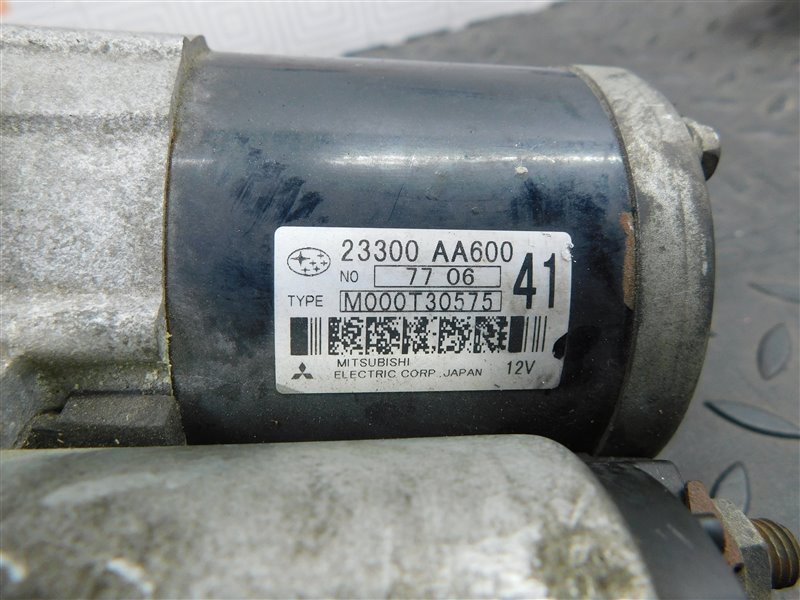 23300 AA600
NO 77 06
TYPE M000T30575
41
MITSUBISHI
ELECTRIC CORP., JAPAN 12V